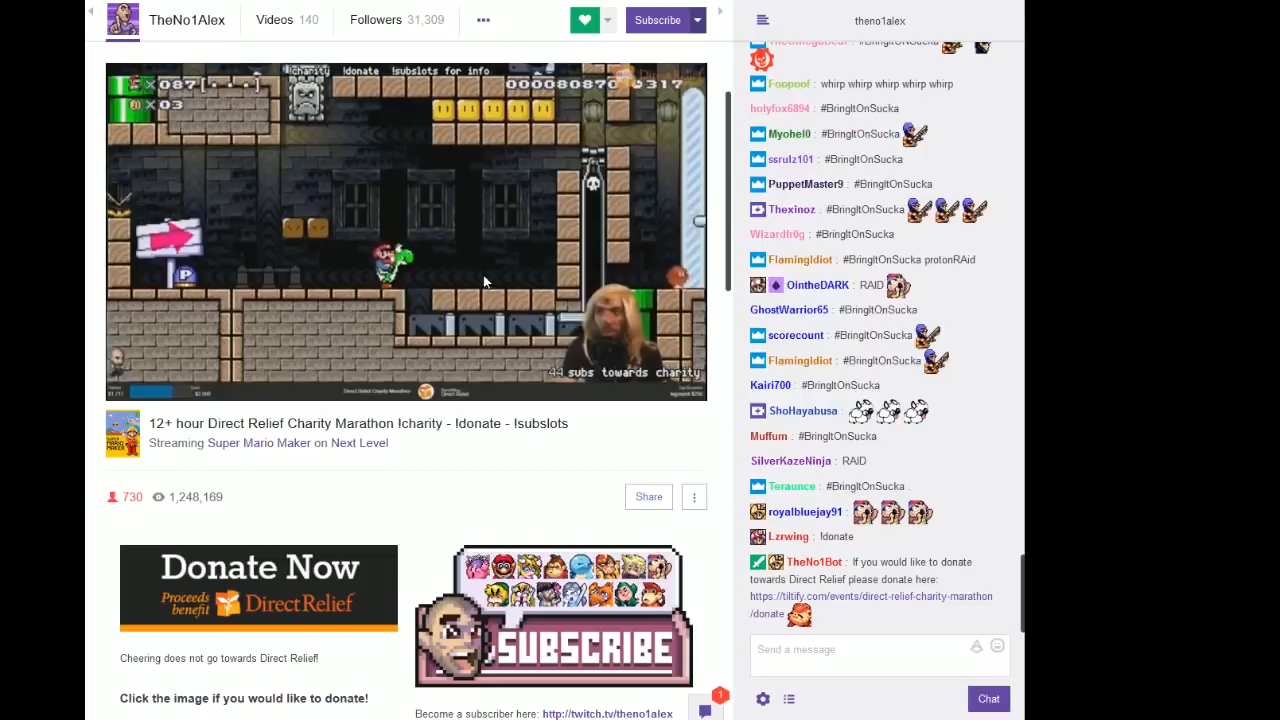 TheNo1Alex
Videos 140
Followers 31,309
Subscribe
theno1alex
!charity !donate !subslots for info
×087[・・・]
×03
P
44 subs towards charity
12+ hour Direct Relief Charity Marathon !charity - !donate - !subslots
Streaming Super Mario Maker on Next Level
730 1,248,169
Share
Donate Now
Proceeds benefit DirectRelief
Cheering does not go towards Direct Relief!
Click the image if you would like to donate!
SUBSCRIBE
Become a subscriber here: http://twitch.tv/theno1alex
Foopoof : whirp whirp whirp whirp whirp
holyfox6894 : #BringItOnSucka
Myohel0 : #BringItOnSucka
ssrulz101 : #BringItOnSucka
PuppetMaster9 : #BringItOnSucka
Thexinoz : #BringItOnSucka
Wizardfr0g : #BringItOnSucka
FlamingIdiot : #BringItOnSucka protonRAid
OintheDARK : RAID
GhostWarrior65 : #BringItOnSucka
scorecount : #BringItOnSucka
FlamingIdiot : #BringItOnSucka
Kairi700 : #BringItOnSucka
ShoHayabusa :
Muffum : #BringItOnSucka
SilverKazeNinja : RAID
Teraunce : #BringItOnSucka .
royalbluejay91 :
Lzrwing : !donate
TheNo1Bot : If you would like to donate
towards Direct Relief please donate here:
https://tiltify.com/events/direct-relief-charity-marathon
/donate
Send a message
Chat
1